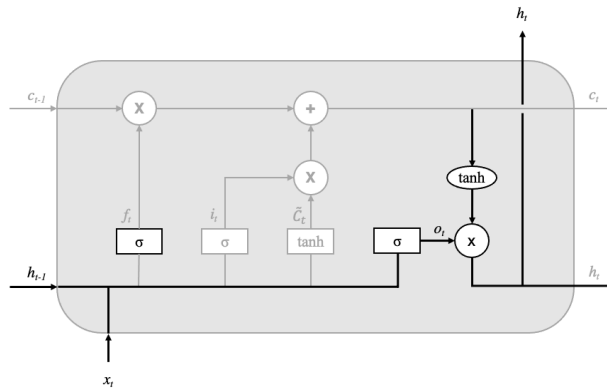 h_t
c_{t-1}
x
+
c_t
tanh
x
f_t
i_t
C̃_t
o_t
σ
σ
tanh
σ
x
h_{t-1}
h_t
x_t